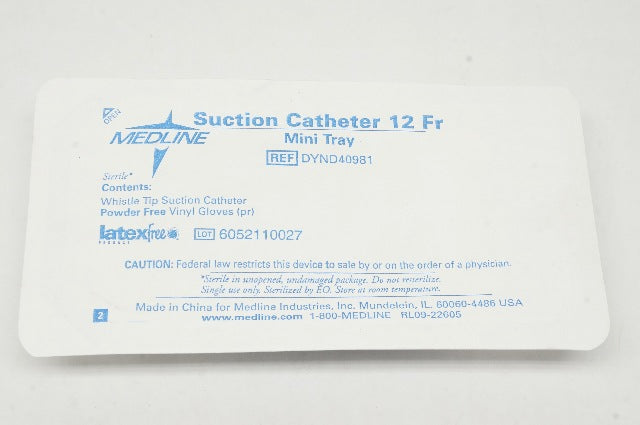 OPEN
MEDLINE
Suction Catheter 12 Fr
Mini Tray
REF DYND40981
Sterile*
Contents:
Whistle Tip Suction Catheter
Powder Free Vinyl Gloves (pr)
latexfree
PRODUCT
LOT 6052110027
CAUTION: Federal law restricts this device to sale by or on the order of a physician.
*Sterile in unopened, undamaged package. Do not resterilize.
Single use only. Sterilized by EO. Store at room temperature.
2
Made in China for Medline Industries, Inc. Mundelein, IL 60060-4486 USA
www.medline.com 1-800-MEDLINE RL09-22605